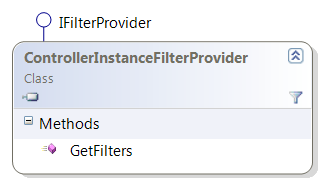 IFilterProvider
ControllerInstanceFilterProvider
Class
Methods
GetFilters